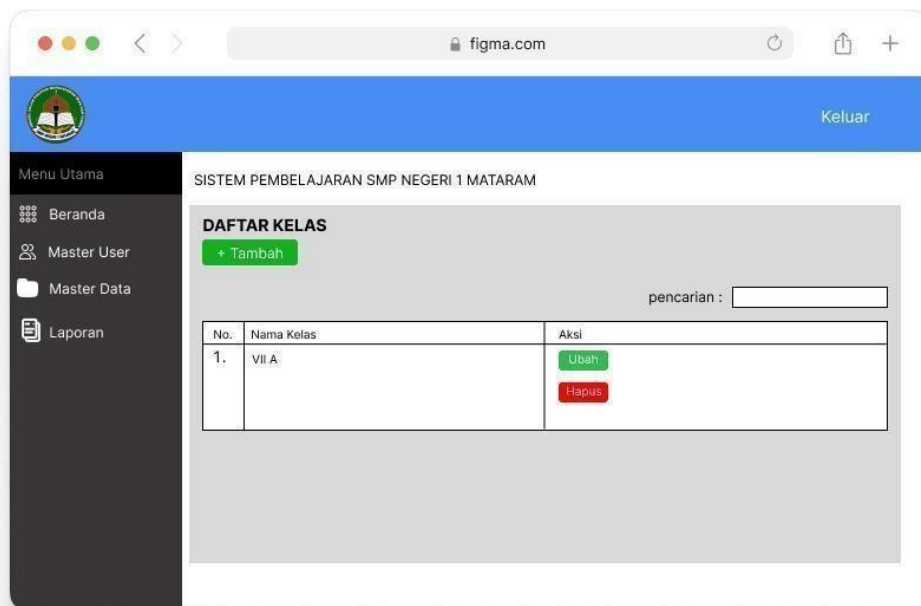 figma.com
Keluar
Menu Utama
SISTEM PEMBELAJARAN SMP NEGERI 1 MATARAM
Beranda
Master User
Master Data
Laporan
DAFTAR KELAS
+ Tambah
pencarian :
No. Nama Kelas Aksi
1. VII A Ubah
Hapus